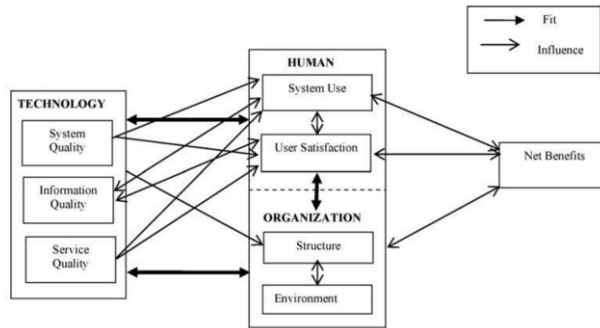 Fit
Influence
HUMAN
System Use
User Satisfaction
ORGANIZATION
Structure
Environment
TECHNOLOGY
System
Quality
Information
Quality
Service
Quality
Net Benefits